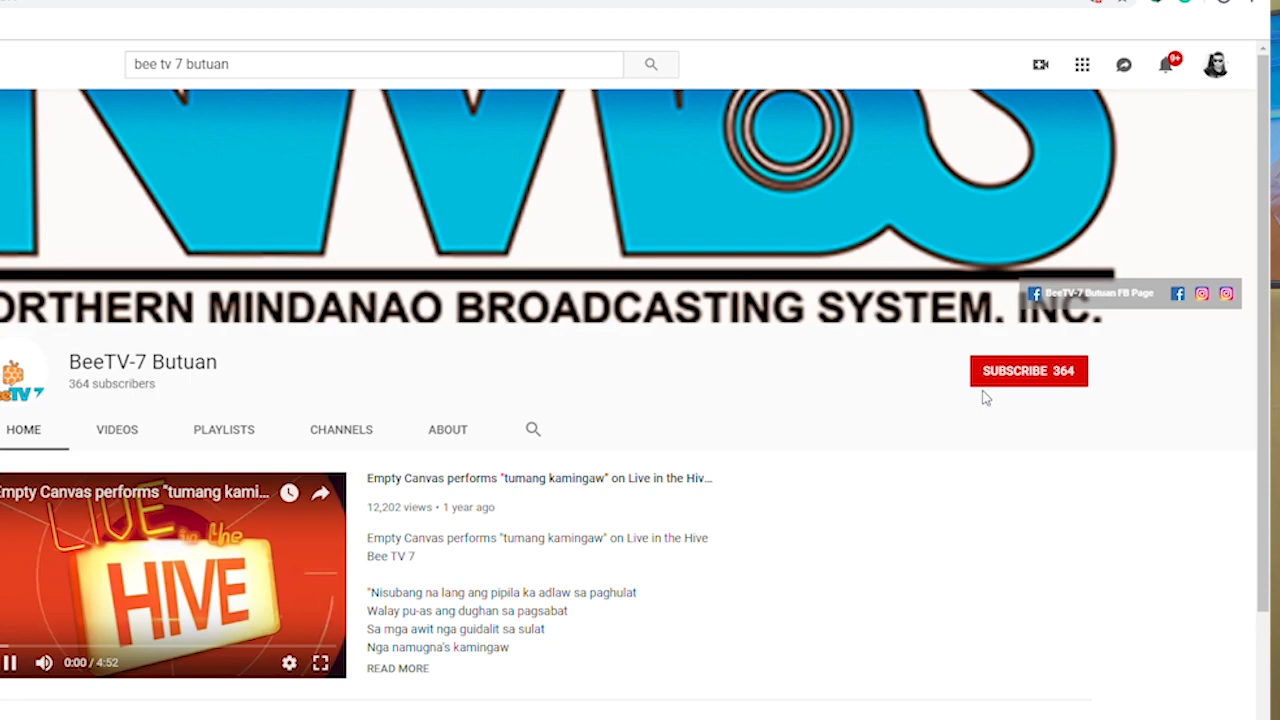 bee tv 7 butuan
9+
ORTHERN MINDANAO BROADCASTING SYSTEM, INC.
BeeTV-7 Butuan FB Page
BeeTV-7 Butuan
364 subscribers
SUBSCRIBE 364
TV 7
HOME VIDEOS PLAYLISTS CHANNELS ABOUT
Empty Canvas performs "tumang kami...
LIVE in the
HIVE
0:00 / 4:52
Empty Canvas performs "tumang kamingaw" on Live in the Hiv...
12,202 views • 1 year ago
Empty Canvas performs "tumang kamingaw" on Live in the Hive
Bee TV 7
"Nisubang na lang ang pipila ka adlaw sa paghulat
Walay pu-as ang dughan sa pagsabat
Sa mga awit nga guidalit sa sulat
Nga namugna's kamingaw
READ MORE